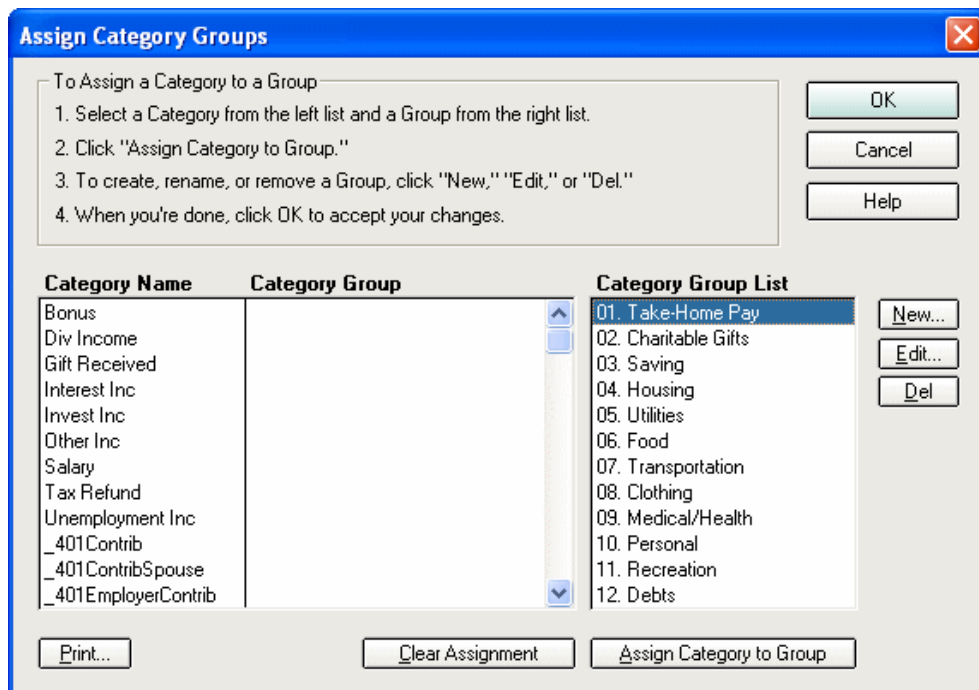 Assign Category Groups
To Assign a Category to a Group
1. Select a Category from the left list and a Group from the right list.
2. Click "Assign Category to Group."
3. To create, rename, or remove a Group, click "New," "Edit," or "Del."
4. When you're done, click OK to accept your changes.
OK
Cancel
Help
Category Name
Category Group
Bonus
Div Income
Gift Received
Interest Inc
Invest Inc
Other Inc
Salary
Tax Refund
Unemployment Inc
_401Contrib
_401ContribSpouse
_401EmployerContrib
Category Group List
01. Take-Home Pay
02. Charitable Gifts
03. Saving
04. Housing
05. Utilities
06. Food
07. Transportation
08. Clothing
09. Medical/Health
10. Personal
11. Recreation
12. Debts
New...
Edit...
Del
Print...
Clear Assignment
Assign Category to Group